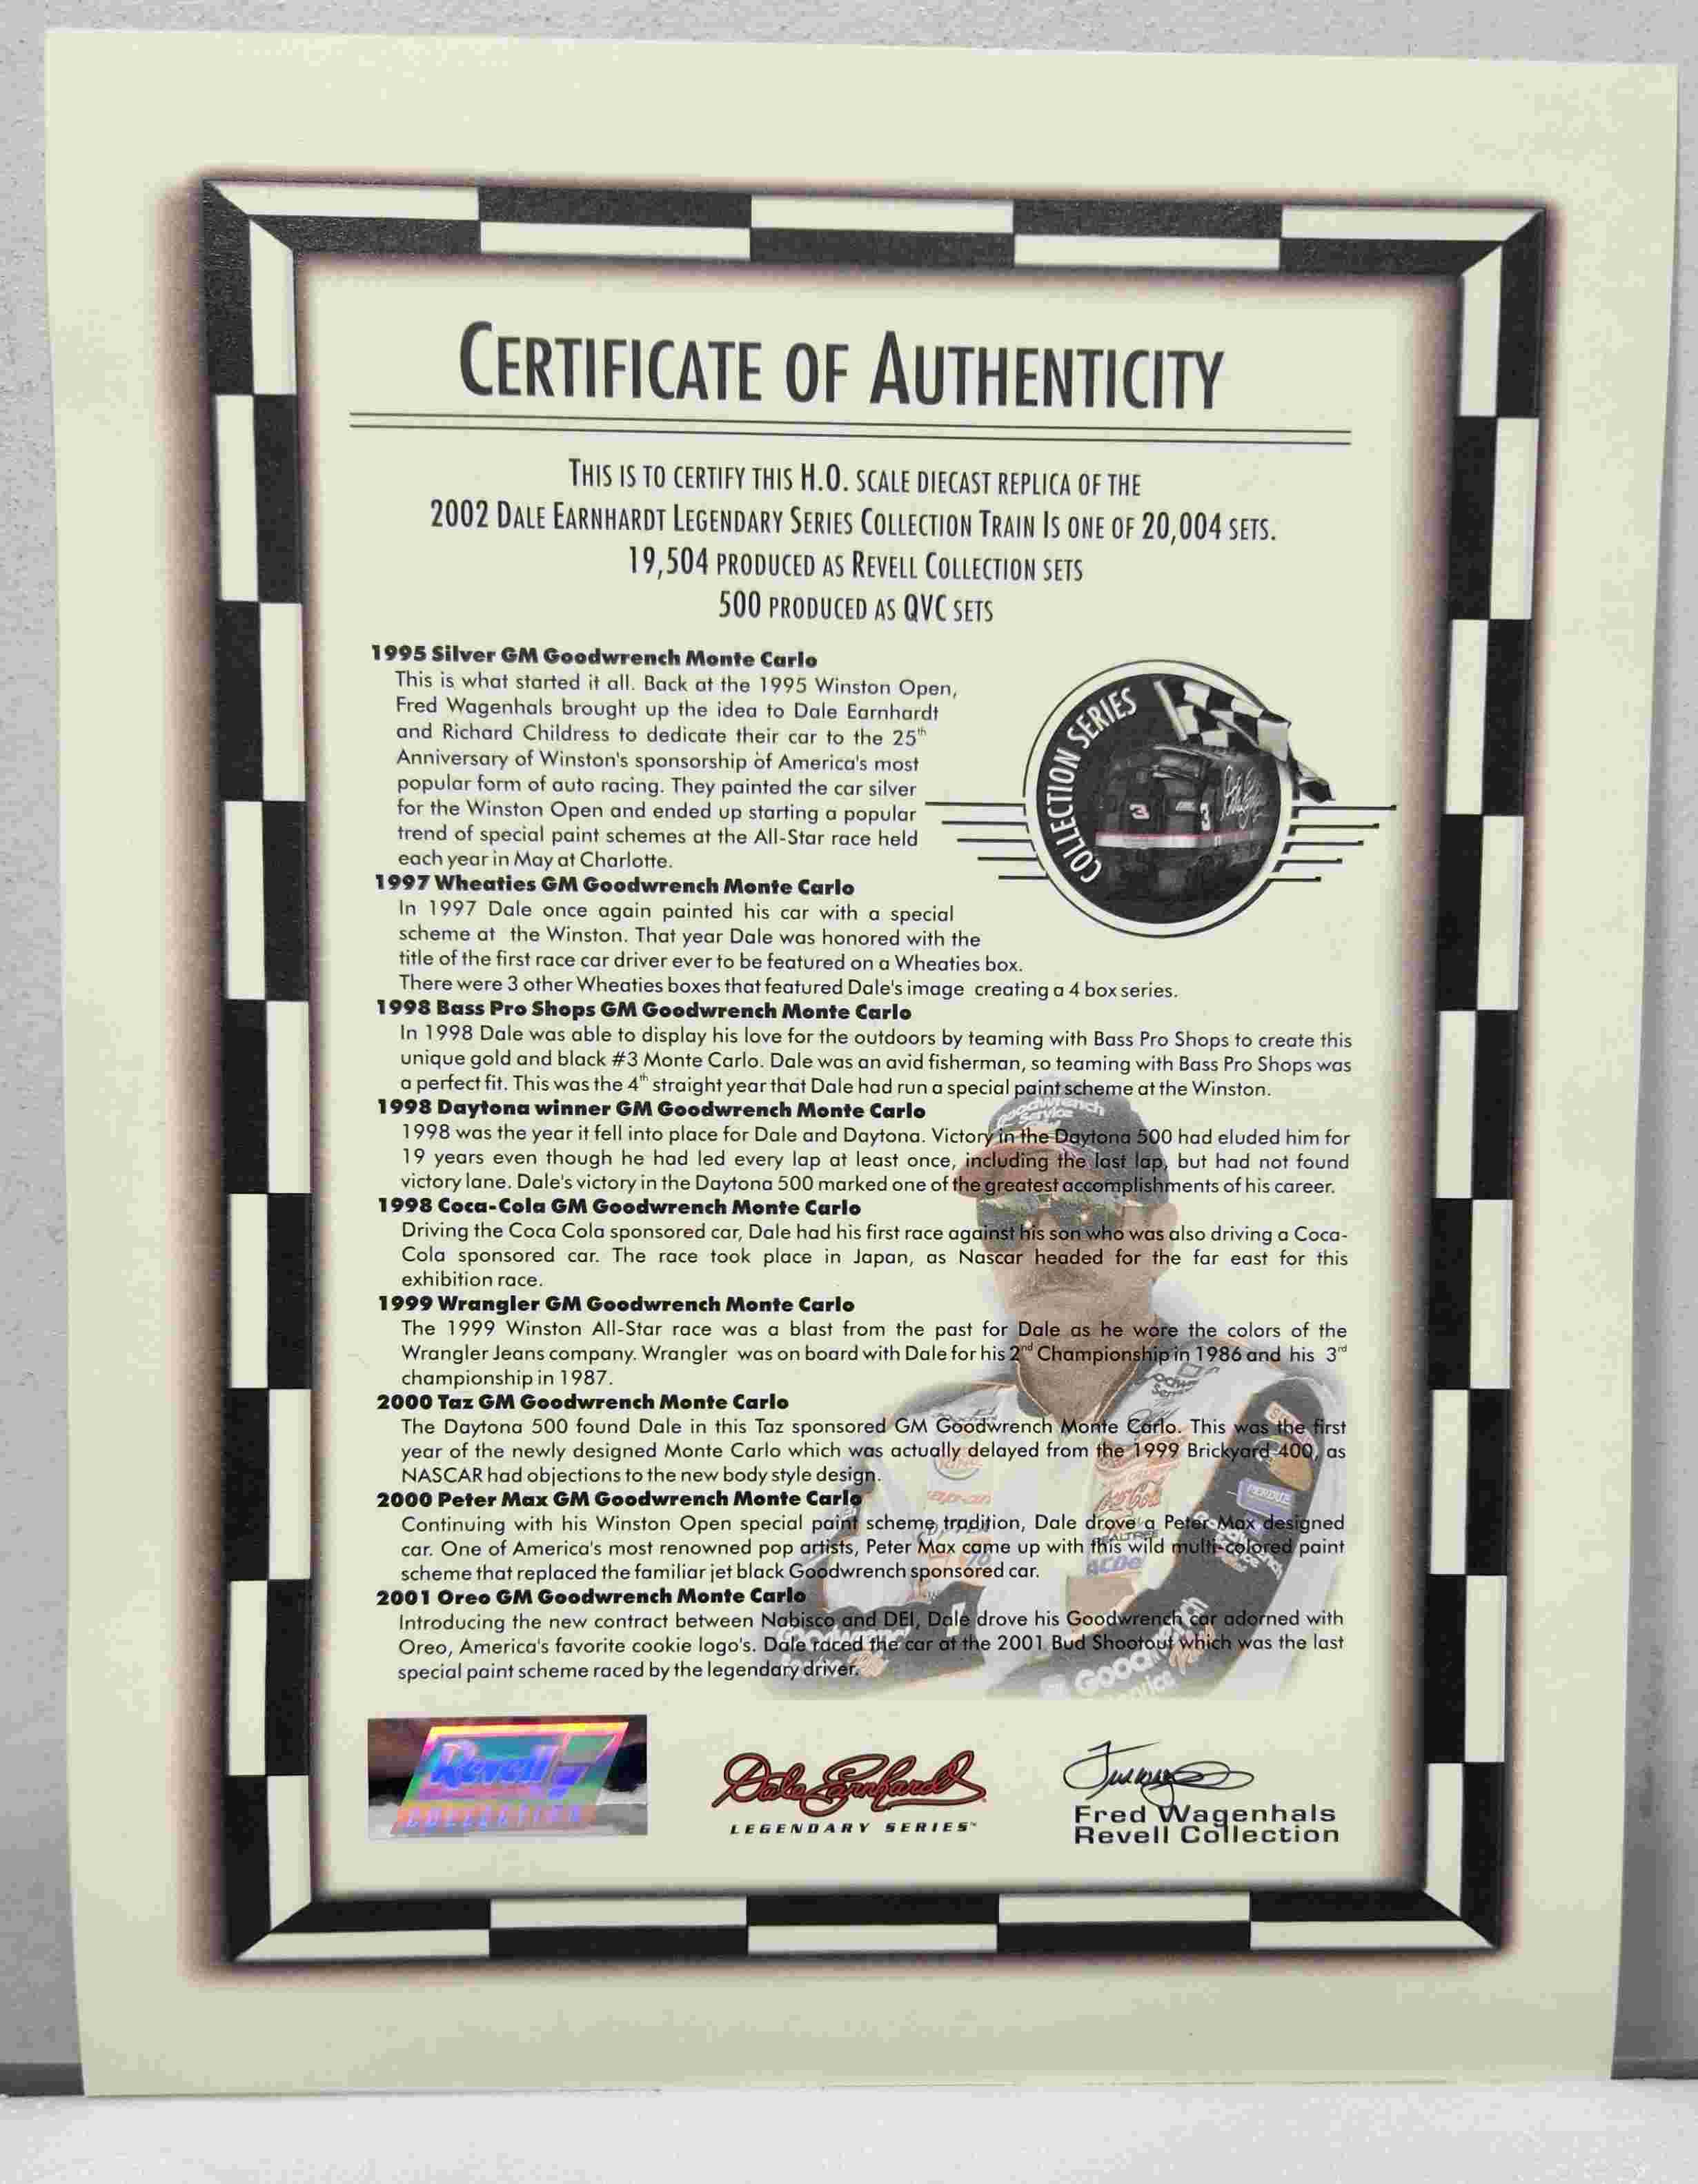 CERTIFICATE OF AUTHENTICITY
THIS IS TO CERTIFY THIS H.O. SCALE DIECAST REPLICA OF THE
2002 DALE EARNHARDT LEGENDARY SERIES COLLECTION TRAIN IS ONE OF 20,004 SETS.
19,504 PRODUCED AS REVELL COLLECTION SETS
500 PRODUCED AS QVC SETS
1995 Silver GM Goodwrench Monte Carlo
This is what started it all. Back at the 1995 Winston Open,
Fred Wagenhals brought up the idea to Dale Earnhardt
and Richard Childress to dedicate their car to the 25th
Anniversary of Winston's sponsorship of America's most
popular form of auto racing. They painted the car silver
for the Winston Open and ended up starting a popular
trend of special paint schemes at the All-Star race held
each year in May at Charlotte.
COLLECTION SERIES
3
3
1997 Wheaties GM Goodwrench Monte Carlo
In 1997 Dale once again painted his car with a special
scheme at the Winston. That year Dale was honored with the
title of the first race car driver ever to be featured on a Wheaties box.
There were 3 other Wheaties boxes that featured Dale's image creating a 4 box series.
1998 Bass Pro Shops GM Goodwrench Monte Carlo
In 1998 Dale was able to display his love for the outdoors by teaming with Bass Pro Shops to create this
unique gold and black #3 Monte Carlo. Dale was an avid fisherman, so teaming with Bass Pro Shops was
a perfect fit. This was the 4th straight year that Dale had run a special paint scheme at the Winston.
1998 Daytona winner GM Goodwrench Monte Carlo
1998 was the year it fell into place for Dale and Daytona. Victory in the Daytona 500 had eluded him for
19 years even though he had led every lap at least once, including the last lap, but had not found
victory lane. Dale's victory in the Daytona 500 marked one of the greatest accomplishments of his career.
1998 Coca-Cola GM Goodwrench Monte Carlo
Driving the Coca Cola sponsored car, Dale had his first race against his son who was also driving a Coca-
Cola sponsored car. The race took place in Japan, as Nascar headed for the far east for this
exhibition race.
1999 Wrangler GM Goodwrench Monte Carlo
The 1999 Winston All-Star race was a blast from the past for Dale as he wore the colors of the
Wrangler Jeans company. Wrangler was on board with Dale for his 2nd Championship in 1986 and his 3rd
championship in 1987.
2000 Taz GM Goodwrench Monte Carlo
The Daytona 500 found Dale in this Taz sponsored GM Goodwrench Monte Carlo. This was the first
year of the newly designed Monte Carlo which was actually delayed from the 1999 Brickyard 400, as
NASCAR had objections to the new body style design.
2000 Peter Max GM Goodwrench Monte Carlo
Continuing with his Winston Open special paint scheme tradition, Dale drove a Peter Max designed
car. One of America's most renowned pop artists, Peter Max came up with this wild multi-colored paint
scheme that replaced the familiar jet black Goodwrench sponsored car.
2001 Oreo GM Goodwrench Monte Carlo
Introducing the new contract between Nabisco and DEI, Dale drove his Goodwrench car adorned with
Oreo, America's favorite cookie logo's. Dale raced the car at the 2001 Bud Shootout which was the last
special paint scheme raced by the legendary driver.
Goodwrench
Service
Coca-Cola
PERDUE
ACDe
Goodwrench
Service
Revell
COLLECTION
Dale Earnhardt
LEGENDARY SERIES™
Fred Wagenhals
Revell Collection